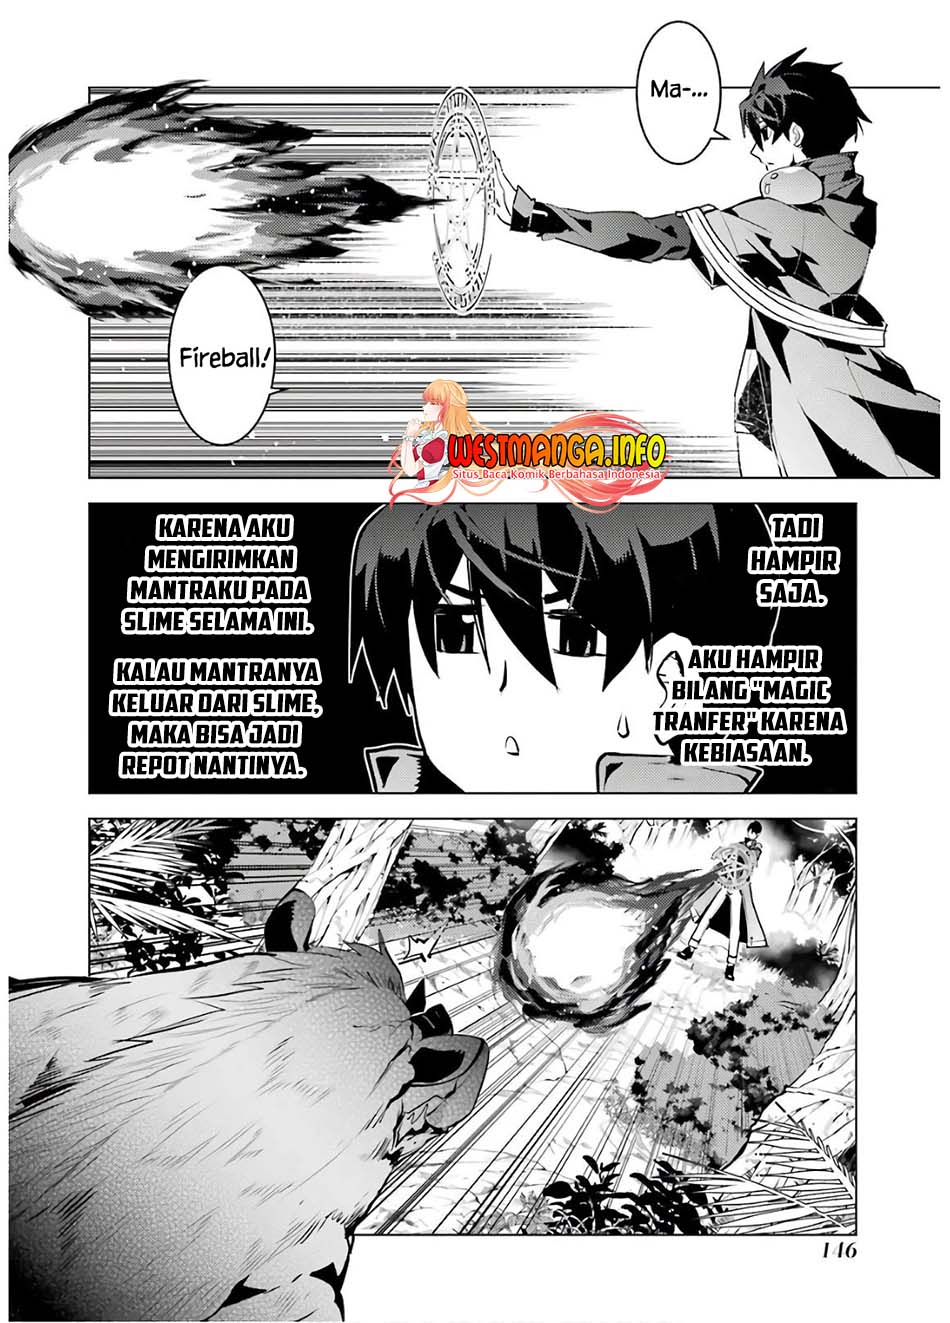 Ma-...
Fireball!
WESTMANGA.INFO
Situs Baca Komik Berbahasa Indonesia
TADI
HAMPIR
SAJA.
AKU HAMPIR
BILANG "MAGIC
TRANFER" KARENA
KEBIASAAN.
KARENA AKU
MENGIRIMKAN
MANTRAKU PADA
SLIME SELAMA INI.
KALAU MANTRANYA
KELUAR DARI SLIME,
MAKA BISA JADI
REPOT NANTINYA.
146